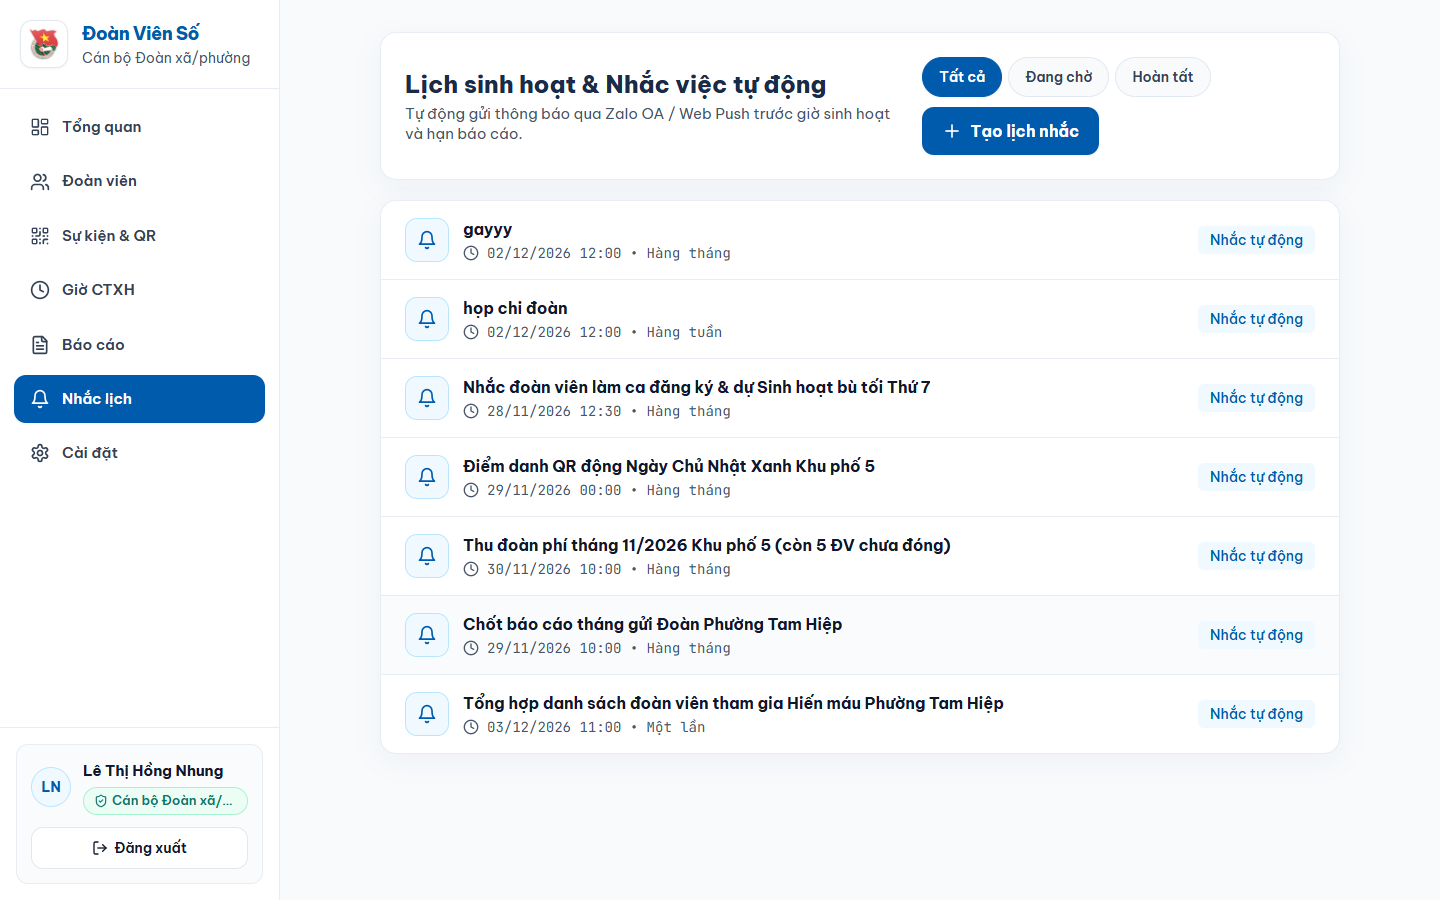 Đoàn Viên Số
Cán bộ Đoàn xã/phường
Tổng quan
Đoàn viên
Sự kiện & QR
Giờ CTXH
Báo cáo
Nhắc lịch
Cài đặt
LN
Lê Thị Hồng Nhung
Cán bộ Đoàn xã/...
Đăng xuất
Lịch sinh hoạt & Nhắc việc tự động
Tự động gửi thông báo qua Zalo OA / Web Push trước giờ sinh hoạt
và hạn báo cáo.
Tất cả
Đang chờ
Hoàn tất
Tạo lịch nhắc
gayyy
02/12/2026 12:00 • Hàng tháng
Nhắc tự động
họp chi đoàn
02/12/2026 12:00 • Hàng tuần
Nhắc tự động
Nhắc đoàn viên làm ca đăng ký & dự Sinh hoạt bù tối Thứ 7
28/11/2026 12:30 • Hàng tháng
Nhắc tự động
Điểm danh QR động Ngày Chủ Nhật Xanh Khu phố 5
29/11/2026 00:00 • Hàng tháng
Nhắc tự động
Thu đoàn phí tháng 11/2026 Khu phố 5 (còn 5 ĐV chưa đóng)
30/11/2026 10:00 • Hàng tháng
Nhắc tự động
Chốt báo cáo tháng gửi Đoàn Phường Tam Hiệp
29/11/2026 10:00 • Hàng tháng
Nhắc tự động
Tổng hợp danh sách đoàn viên tham gia Hiến máu Phường Tam Hiệp
03/12/2026 11:00 • Một lần
Nhắc tự động